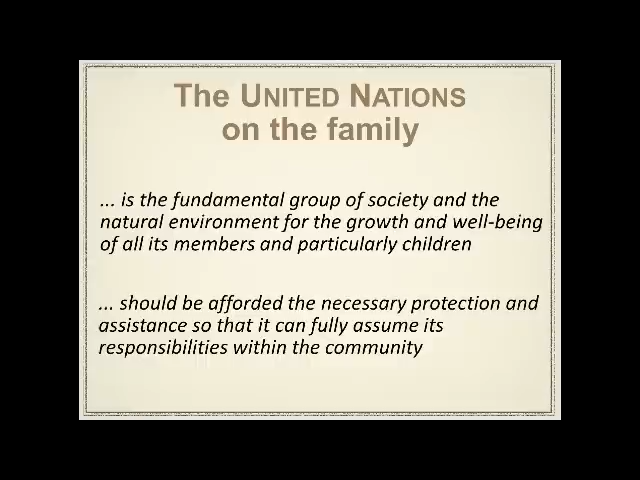 The UNITED NATIONS
on the family
... is the fundamental group of society and the
natural environment for the growth and well-being
of all its members and particularly children
... should be afforded the necessary protection and
assistance so that it can fully assume its
responsibilities within the community